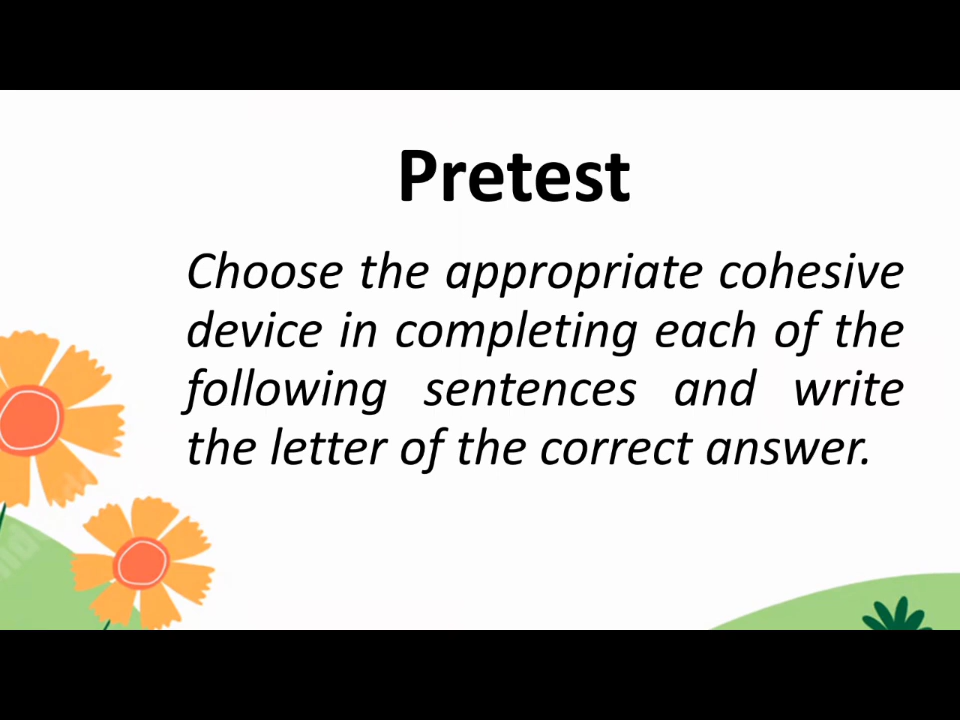 Pretest
Choose the appropriate cohesive
device in completing each of the
following sentences and write
the letter of the correct answer.